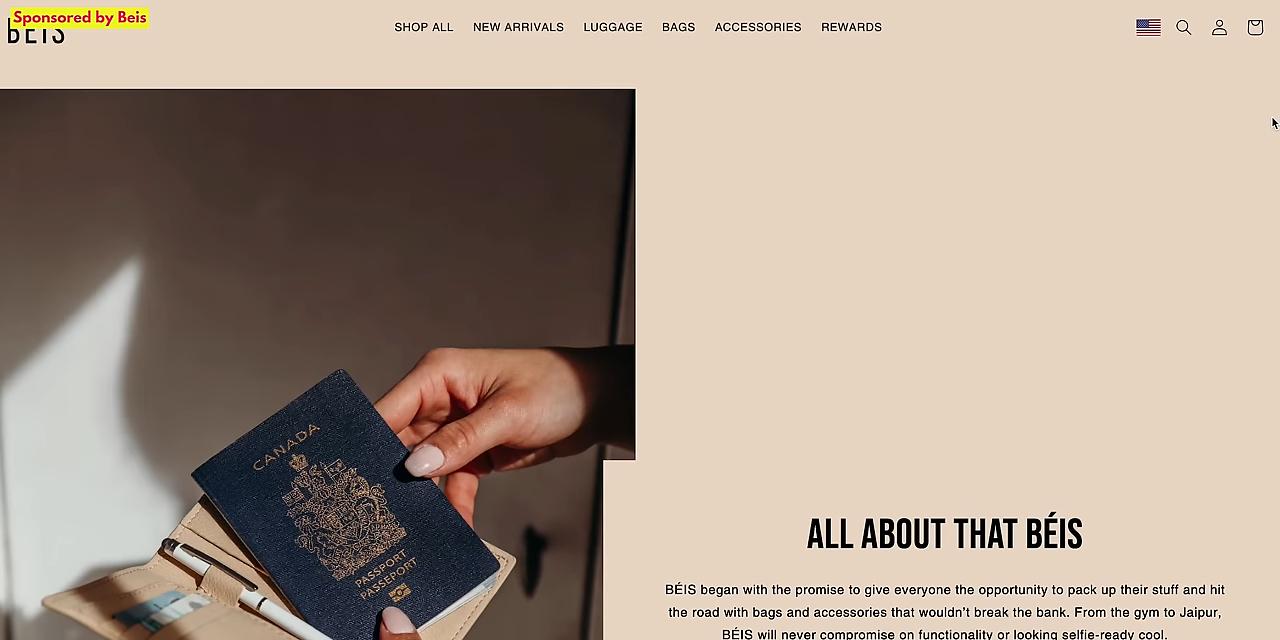 Sponsored by Beis
BEIS
SHOP ALL NEW ARRIVALS LUGGAGE BAGS ACCESSORIES REWARDS
CANADA
PASSPORT
PASSEPORT
ALL ABOUT THAT BÉIS
BÉIS began with the promise to give everyone the opportunity to pack up their stuff and hit
the road with bags and accessories that wouldn't break the bank. From the gym to Jaipur,
BÉIS will never compromise on functionality or looking selfie-ready cool.